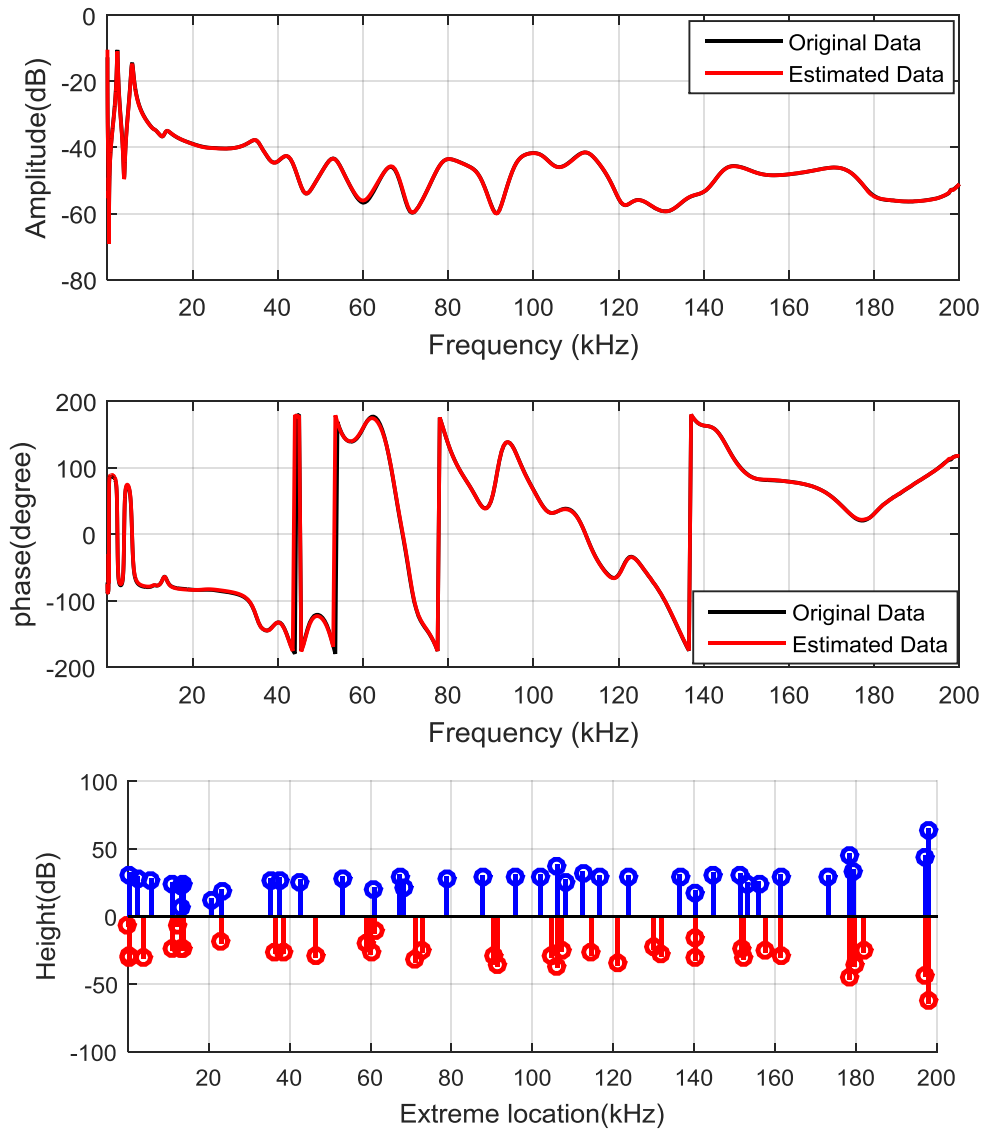 0
-20
-40
-60
-80
Amplitude(dB)
Original Data
Estimated Data
20 40 60 80 100 120 140 160 180 200
Frequency (kHz)
200
100
0
-100
-200
phase(degree)
Original Data
Estimated Data
20 40 60 80 100 120 140 160 180 200
Frequency (kHz)
100
50
0
-50
-100
Height(dB)
20 40 60 80 100 120 140 160 180 200
Extreme location(kHz)